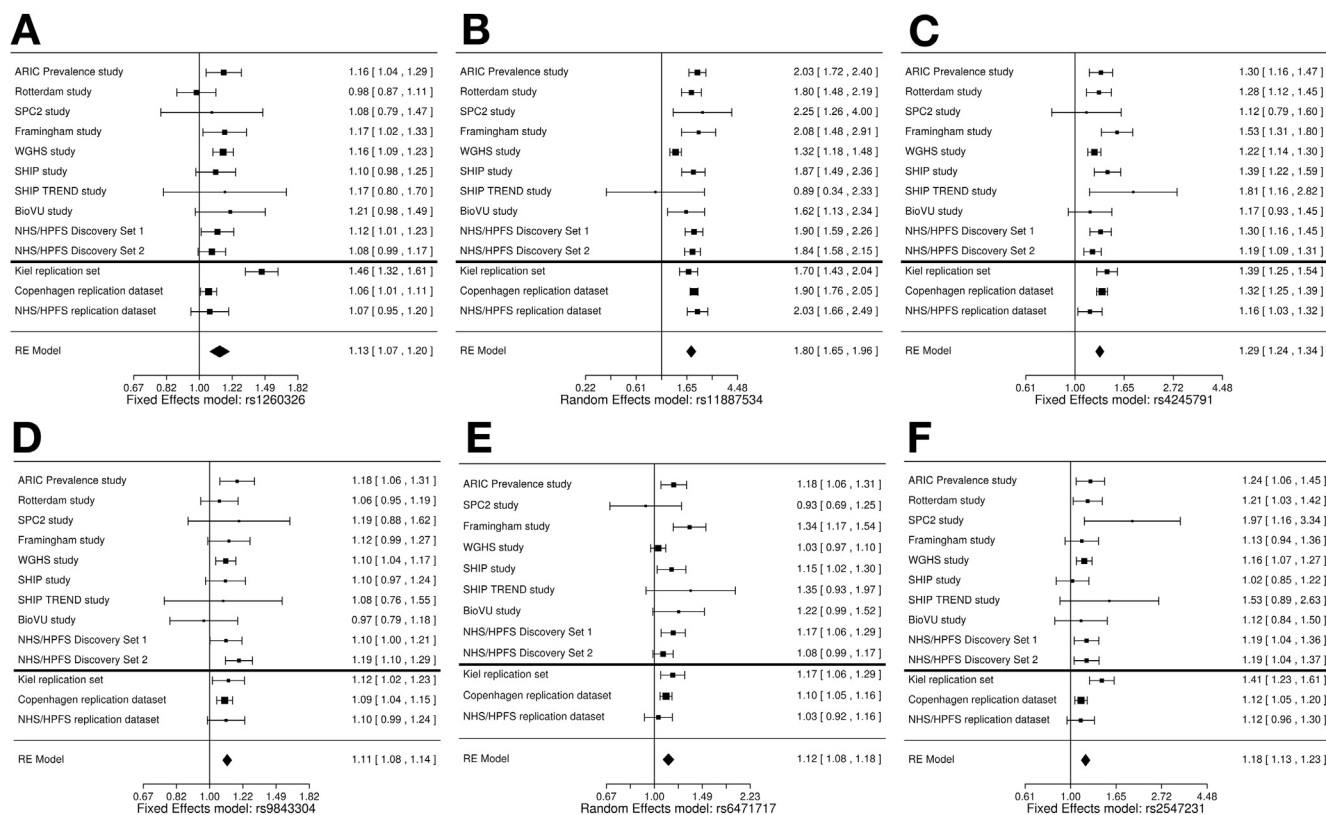 A
ARIC Prevalence study 1.16 [ 1.04 , 1.29 ]
Rotterdam study 0.98 [ 0.87 , 1.11 ]
SPC2 study 1.08 [ 0.79 , 1.47 ]
Framingham study 1.17 [ 1.02 , 1.33 ]
WGHS study 1.16 [ 1.09 , 1.23 ]
SHIP study 1.10 [ 0.98 , 1.25 ]
SHIP TREND study 1.17 [ 0.80 , 1.70 ]
BioVU study 1.21 [ 0.98 , 1.49 ]
NHS/HPFS Discovery Set 1 1.12 [ 1.01 , 1.23 ]
NHS/HPFS Discovery Set 2 1.08 [ 0.99 , 1.17 ]
Kiel replication set 1.46 [ 1.32 , 1.61 ]
Copenhagen replication dataset 1.06 [ 1.01 , 1.11 ]
NHS/HPFS replication dataset 1.07 [ 0.95 , 1.20 ]
RE Model 1.13 [ 1.07 , 1.20 ]
0.67 0.82 1.00 1.22 1.49 1.82
Fixed Effects model: rs1260326
B
ARIC Prevalence study 2.03 [ 1.72 , 2.40 ]
Rotterdam study 1.80 [ 1.48 , 2.19 ]
SPC2 study 2.25 [ 1.26 , 4.00 ]
Framingham study 2.08 [ 1.48 , 2.91 ]
WGHS study 1.32 [ 1.18 , 1.48 ]
SHIP study 1.87 [ 1.49 , 2.36 ]
SHIP TREND study 0.89 [ 0.34 , 2.33 ]
BioVU study 1.62 [ 1.13 , 2.34 ]
NHS/HPFS Discovery Set 1 1.90 [ 1.59 , 2.26 ]
NHS/HPFS Discovery Set 2 1.84 [ 1.58 , 2.15 ]
Kiel replication set 1.70 [ 1.43 , 2.04 ]
Copenhagen replication dataset 1.90 [ 1.76 , 2.05 ]
NHS/HPFS replication dataset 2.03 [ 1.66 , 2.49 ]
RE Model 1.80 [ 1.65 , 1.96 ]
0.22 0.61 1.65 4.48
Random Effects model: rs11887534
C
ARIC Prevalence study 1.30 [ 1.16 , 1.47 ]
Rotterdam study 1.28 [ 1.12 , 1.45 ]
SPC2 study 1.12 [ 0.79 , 1.60 ]
Framingham study 1.53 [ 1.31 , 1.80 ]
WGHS study 1.22 [ 1.14 , 1.30 ]
SHIP study 1.39 [ 1.22 , 1.59 ]
SHIP TREND study 1.81 [ 1.16 , 2.82 ]
BioVU study 1.17 [ 0.93 , 1.45 ]
NHS/HPFS Discovery Set 1 1.30 [ 1.16 , 1.45 ]
NHS/HPFS Discovery Set 2 1.19 [ 1.09 , 1.31 ]
Kiel replication set 1.39 [ 1.25 , 1.54 ]
Copenhagen replication dataset 1.32 [ 1.25 , 1.39 ]
NHS/HPFS replication dataset 1.16 [ 1.03 , 1.32 ]
RE Model 1.29 [ 1.24 , 1.34 ]
0.61 1.00 1.65 2.72 4.48
Fixed Effects model: rs4245791
D
ARIC Prevalence study 1.18 [ 1.06 , 1.31 ]
Rotterdam study 1.06 [ 0.95 , 1.19 ]
SPC2 study 1.19 [ 0.88 , 1.62 ]
Framingham study 1.12 [ 0.99 , 1.27 ]
WGHS study 1.10 [ 1.04 , 1.17 ]
SHIP study 1.10 [ 0.97 , 1.24 ]
SHIP TREND study 1.08 [ 0.76 , 1.55 ]
BioVU study 0.97 [ 0.79 , 1.18 ]
NHS/HPFS Discovery Set 1 1.10 [ 1.00 , 1.21 ]
NHS/HPFS Discovery Set 2 1.19 [ 1.10 , 1.29 ]
Kiel replication set 1.12 [ 1.02 , 1.23 ]
Copenhagen replication dataset 1.09 [ 1.04 , 1.15 ]
NHS/HPFS replication dataset 1.10 [ 0.99 , 1.24 ]
RE Model 1.11 [ 1.08 , 1.14 ]
0.67 0.82 1.00 1.22 1.49 1.82
Fixed Effects model: rs9843304
E
ARIC Prevalence study 1.18 [ 1.06 , 1.31 ]
SPC2 study 0.93 [ 0.69 , 1.25 ]
Framingham study 1.34 [ 1.17 , 1.54 ]
WGHS study 1.03 [ 0.97 , 1.10 ]
SHIP study 1.15 [ 1.02 , 1.30 ]
SHIP TREND study 1.35 [ 0.93 , 1.97 ]
BioVU study 1.22 [ 0.99 , 1.52 ]
NHS/HPFS Discovery Set 1 1.17 [ 1.06 , 1.29 ]
NHS/HPFS Discovery Set 2 1.08 [ 0.99 , 1.17 ]
Kiel replication set 1.17 [ 1.06 , 1.29 ]
Copenhagen replication dataset 1.10 [ 1.05 , 1.16 ]
NHS/HPFS replication dataset 1.03 [ 0.92 , 1.16 ]
RE Model 1.12 [ 1.08 , 1.18 ]
0.67 1.00 1.49 2.23
Random Effects model: rs6471717
F
ARIC Prevalence study 1.24 [ 1.06 , 1.45 ]
Rotterdam study 1.21 [ 1.03 , 1.42 ]
SPC2 study 1.97 [ 1.16 , 3.34 ]
Framingham study 1.13 [ 0.94 , 1.36 ]
WGHS study 1.16 [ 1.07 , 1.27 ]
SHIP study 1.02 [ 0.85 , 1.22 ]
SHIP TREND study 1.53 [ 0.89 , 2.63 ]
BioVU study 1.12 [ 0.84 , 1.50 ]
NHS/HPFS Discovery Set 1 1.19 [ 1.04 , 1.36 ]
NHS/HPFS Discovery Set 2 1.19 [ 1.04 , 1.37 ]
Kiel replication set 1.41 [ 1.23 , 1.61 ]
Copenhagen replication dataset 1.12 [ 1.05 , 1.20 ]
NHS/HPFS replication dataset 1.12 [ 0.96 , 1.30 ]
RE Model 1.18 [ 1.13 , 1.23 ]
0.61 1.00 1.65 2.72 4.48
Fixed Effects model: rs2547231